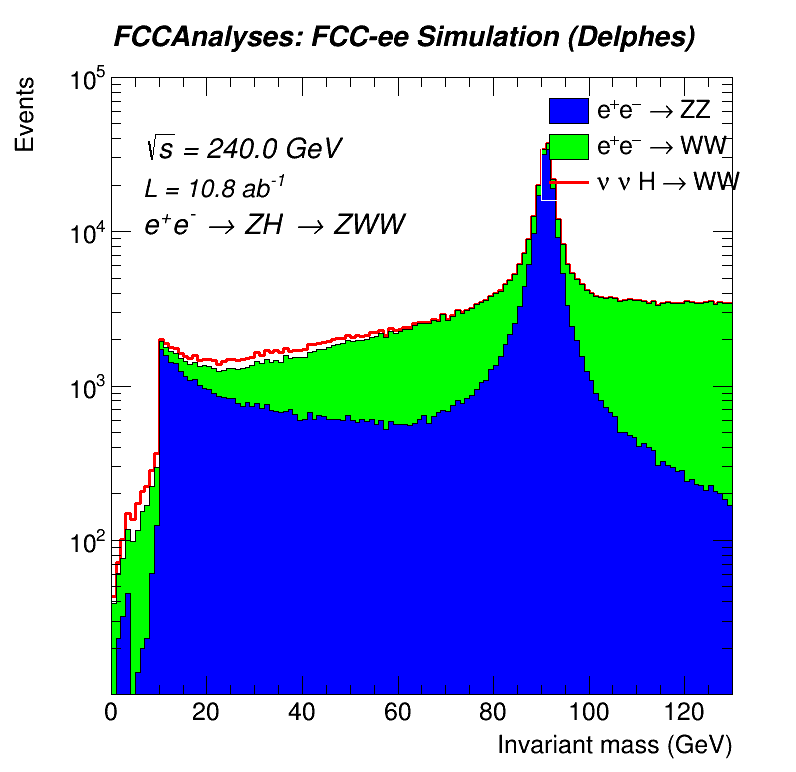 FCCAnalyses: FCC-ee Simulation (Delphes)
Events
10⁵
10⁴
10³
10²
√s = 240.0 GeV
L = 10.8 ab⁻¹
e⁺e⁻ → ZH → ZWW
e⁺e⁻ → ZZ
e⁺e⁻ → WW
ν ν H → WW
0 20 40 60 80 100 120
Invariant mass (GeV)